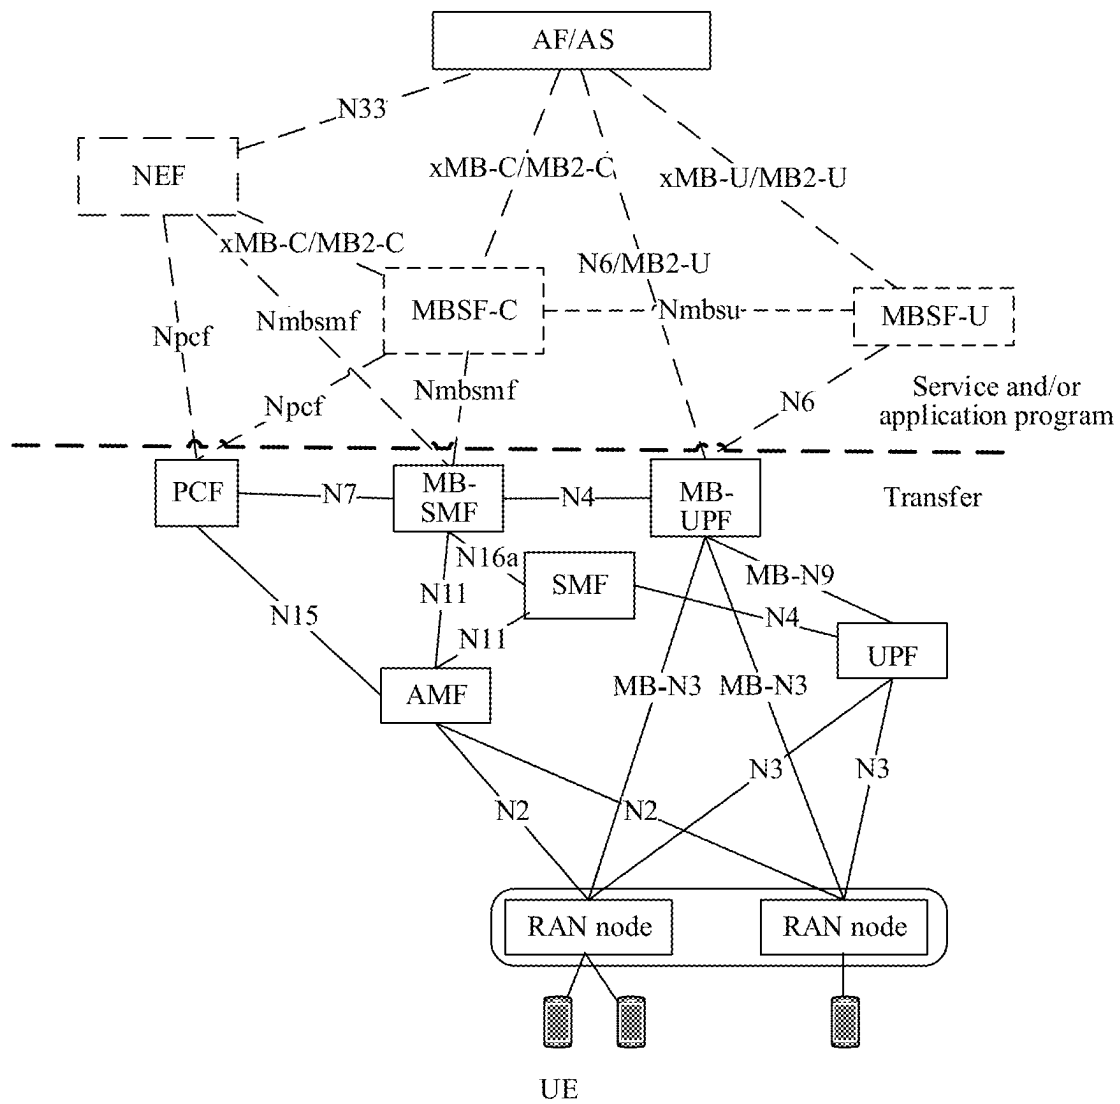 AF/AS
N33
NEF
xMB-C/MB2-C
xMB-U/MB2-U
xMB-C/MB2-C
N6/MB2-U
MBSF-C
Nmbsu
MBSF-U
Npcf
Nmbsmf
Nmbsmf
Npcf
N6
Service and/or
application program
PCF
N7
MB-
SMF
N4
MB-
UPF
Transfer
N16a
SMF
MB-N9
N11
N15
N11
N4
UPF
AMF
MB-N3
MB-N3
N3
N3
N2
N2
RAN node
RAN node
UE